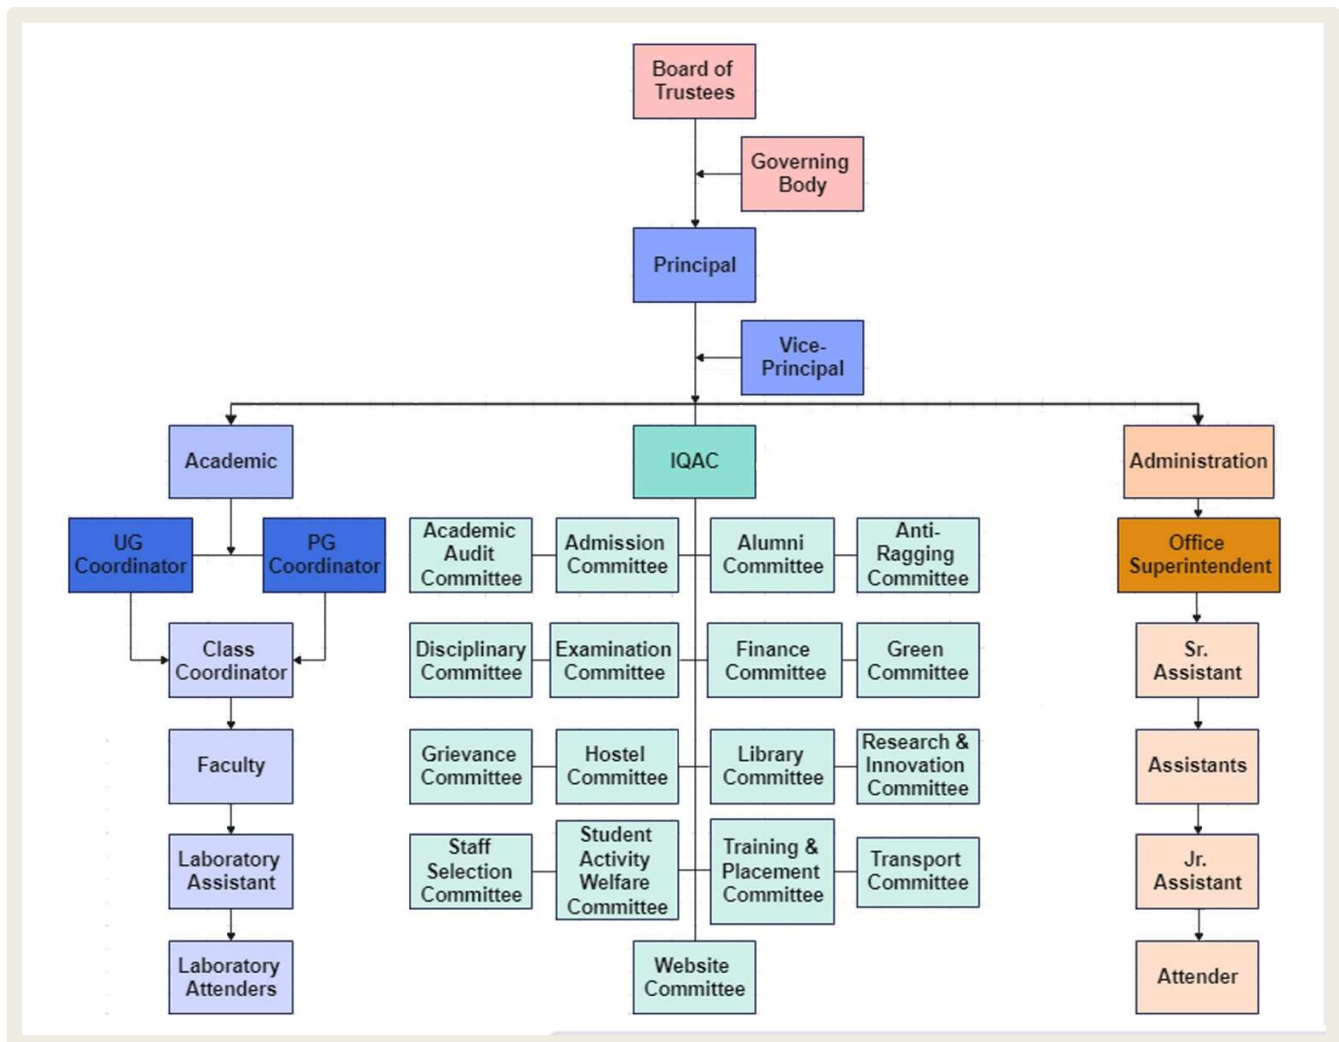 Board of
Trustees
Governing
Body
Principal
Vice-
Principal
Academic
IQAC
Administration
UG
Coordinator
PG
Coordinator
Academic
Audit
Committee
Admission
Committee
Alumni
Committee
Anti-
Ragging
Committee
Office
Superintendent
Class
Coordinator
Disciplinary
Committee
Examination
Committee
Finance
Committee
Green
Committee
Sr.
Assistant
Faculty
Grievance
Committee
Hostel
Committee
Library
Committee
Research &
Innovation
Committee
Assistants
Laboratory
Assistant
Staff
Selection
Committee
Student
Activity
Welfare
Committee
Training &
Placement
Committee
Transport
Committee
Jr.
Assistant
Laboratory
Attenders
Website
Committee
Attender